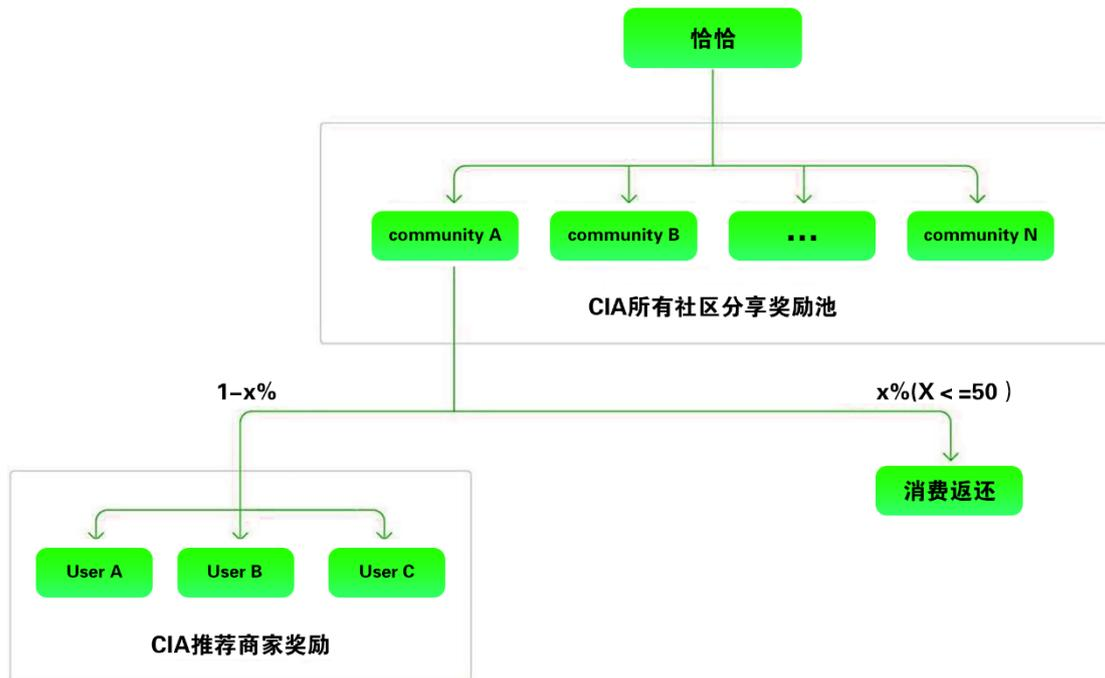 恰恰
community A
community B
...
community N
CIA所有社区分享奖励池
1-x%
x%(X < =50 )
消费返还
User A
User B
User C
CIA推荐商家奖励